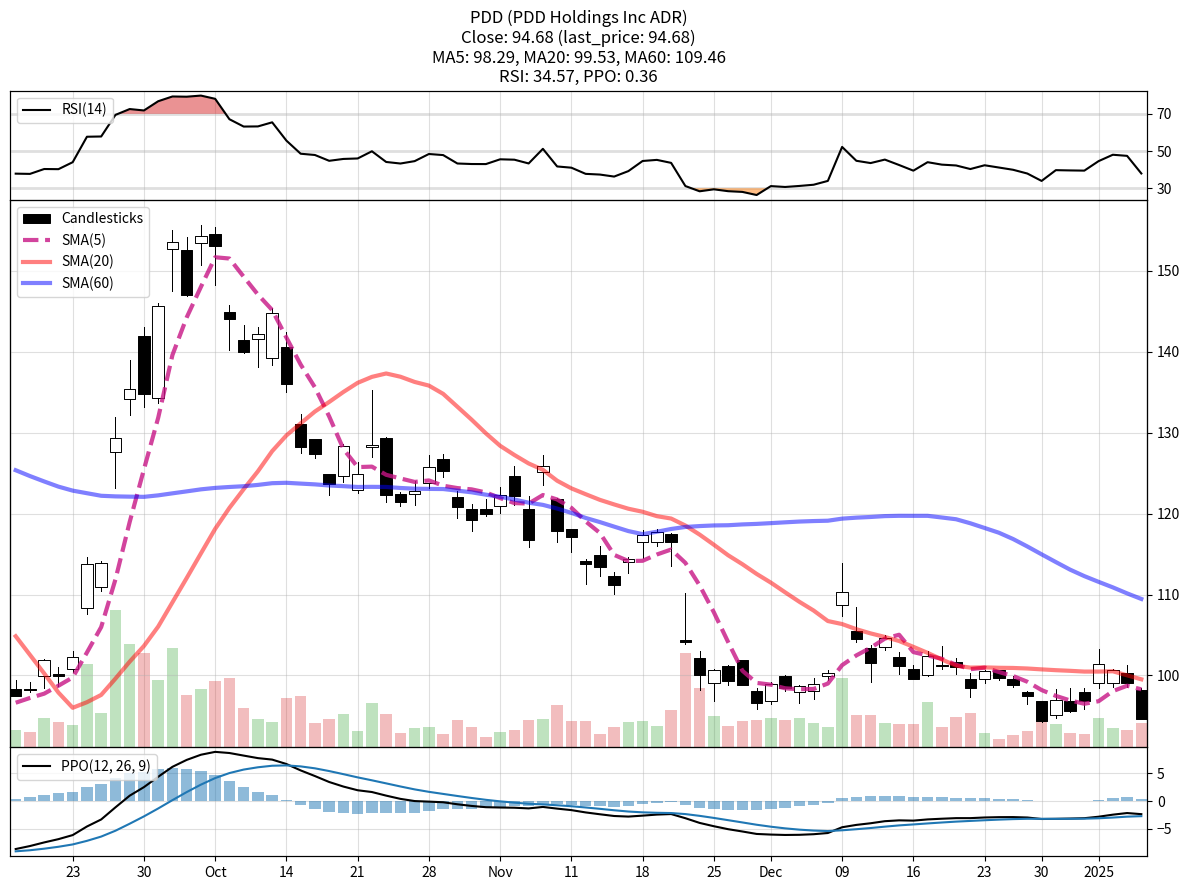 PDD (PDD Holdings Inc ADR)
Close: 94.68 (last_price: 94.68)
MA5: 98.29, MA20: 99.53, MA60: 109.46
RSI: 34.57, PPO: 0.36
RSI(14)
70
50
30
Candlesticks
SMA(5)
SMA(20)
SMA(60)
150
140
130
120
110
100
PPO(12, 26, 9)
5
0
−5
23 30 Oct 14 21 28 Nov 11 18 25 Dec 09 16 23 30 2025